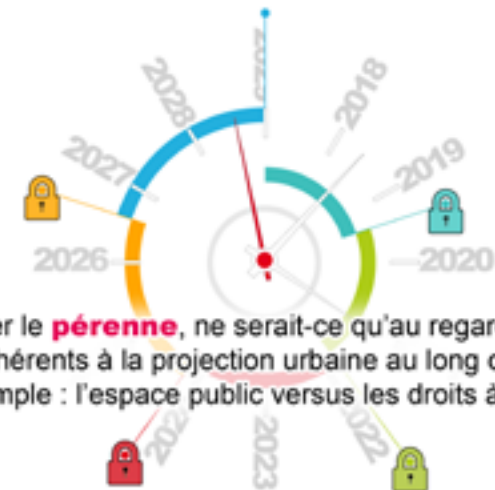 2028
2018
2027
2019
2026
2020
er le pérenne, ne serait-ce qu'au regar
hérents à la projection urbaine au long
mple : l'espace public versus les droits à
2022
2023